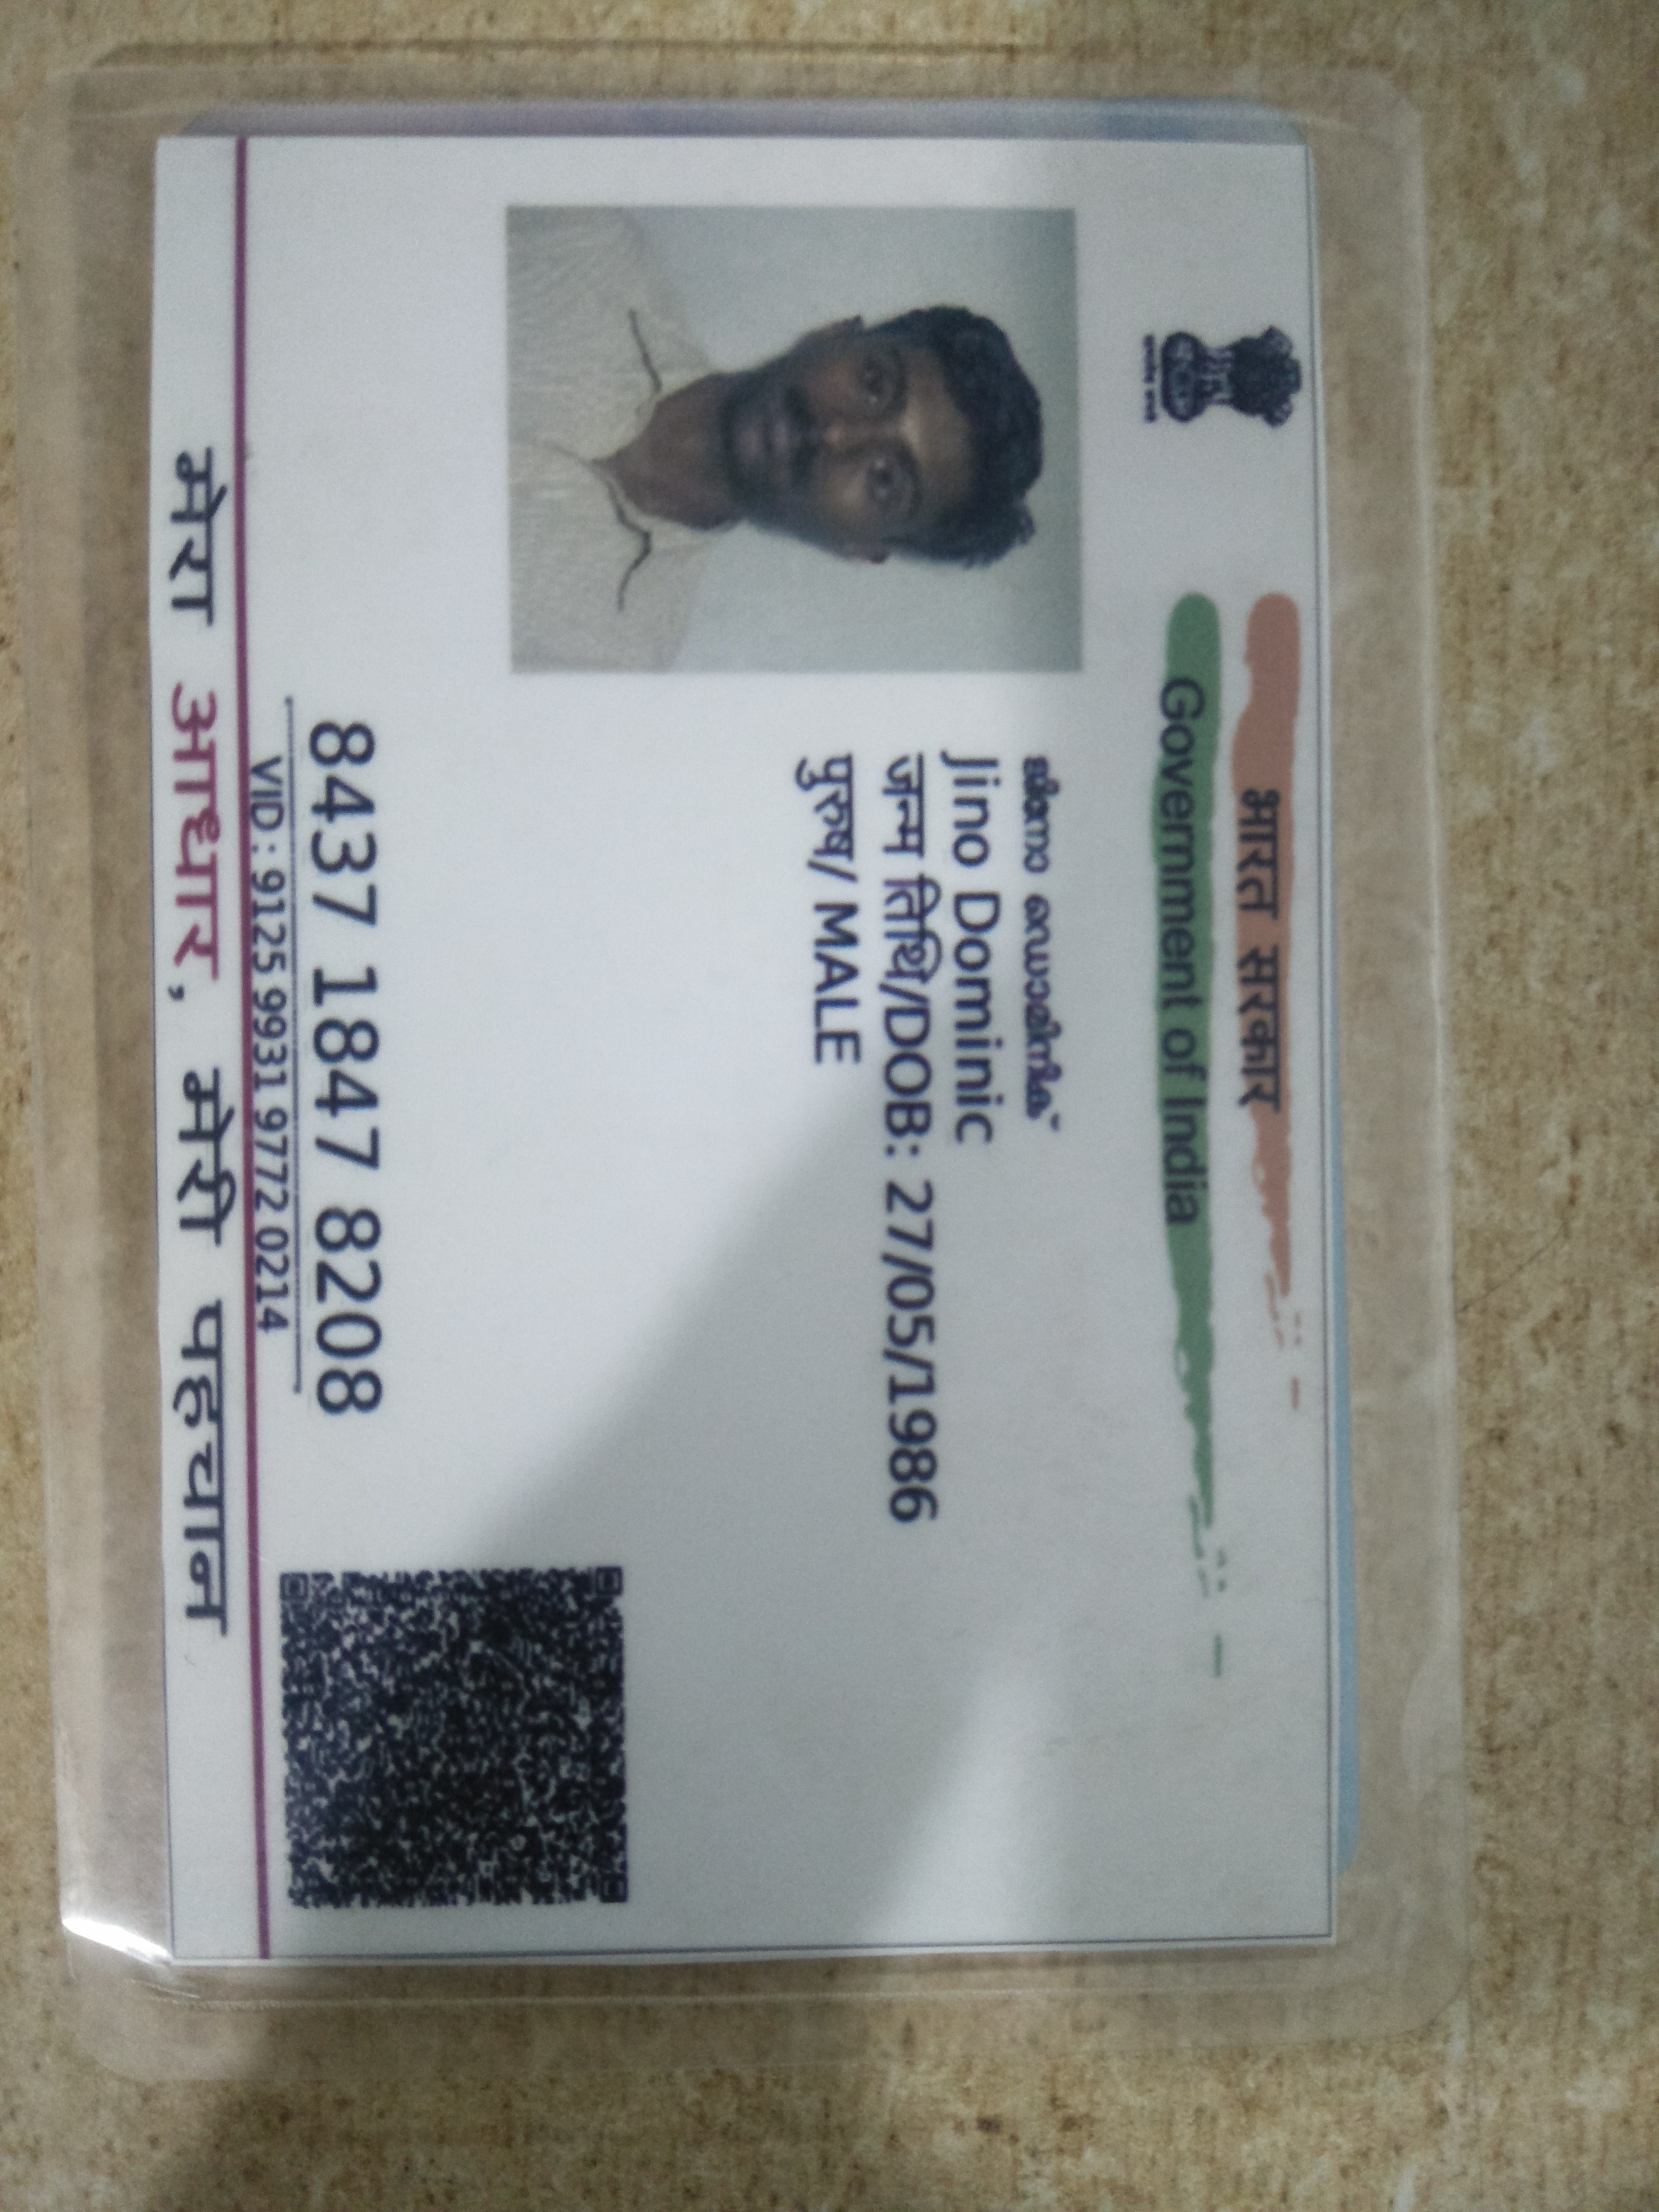 भारत सरकार
Government of India
ജിനോ ഡൊമിനിക്
Jino Dominic
जन्म तिथि/DOB: 27/05/1986
पुरुष/ MALE
8437 1847 8208
VID : 9125 9931 9772 0214
मेरा आधार, मेरी पहचान